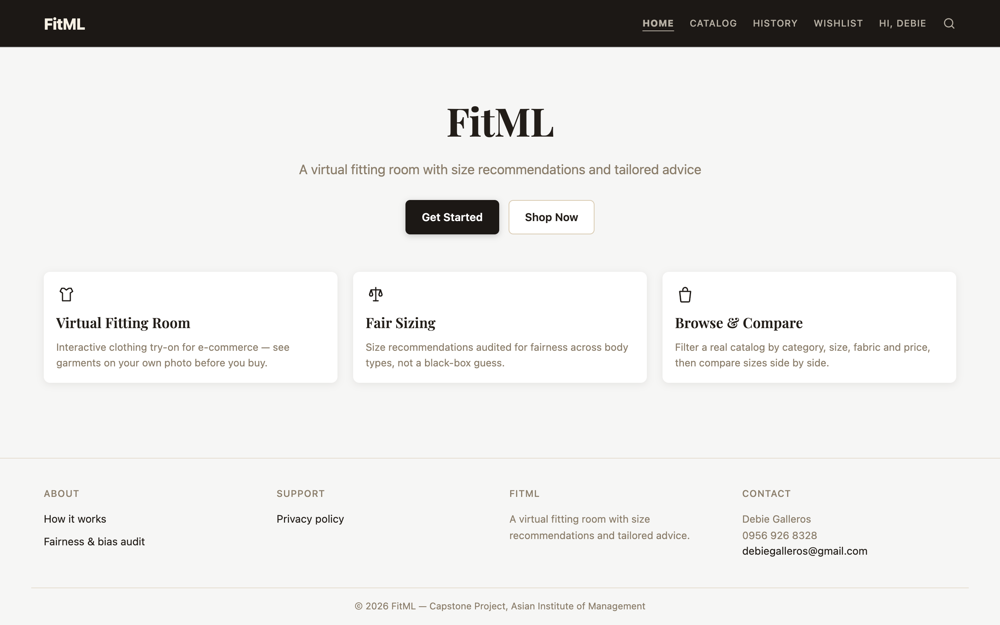 FitML
HOME CATALOG HISTORY WISHLIST HI, DEBIE
FitML
A virtual fitting room with size recommendations and tailored advice
Get Started
Shop Now
Virtual Fitting Room
Interactive clothing try-on for e-commerce — see
garments on your own photo before you buy.
Fair Sizing
Size recommendations audited for fairness across body
types, not a black-box guess.
Browse & Compare
Filter a real catalog by category, size, fabric and price,
then compare sizes side by side.
ABOUT
How it works
Fairness & bias audit
SUPPORT
Privacy policy
FITML
A virtual fitting room with size
recommendations and tailored advice.
CONTACT
Debie Galleros
0956 926 8328
debiegalleros@gmail.com
© 2026 FitML — Capstone Project, Asian Institute of Management